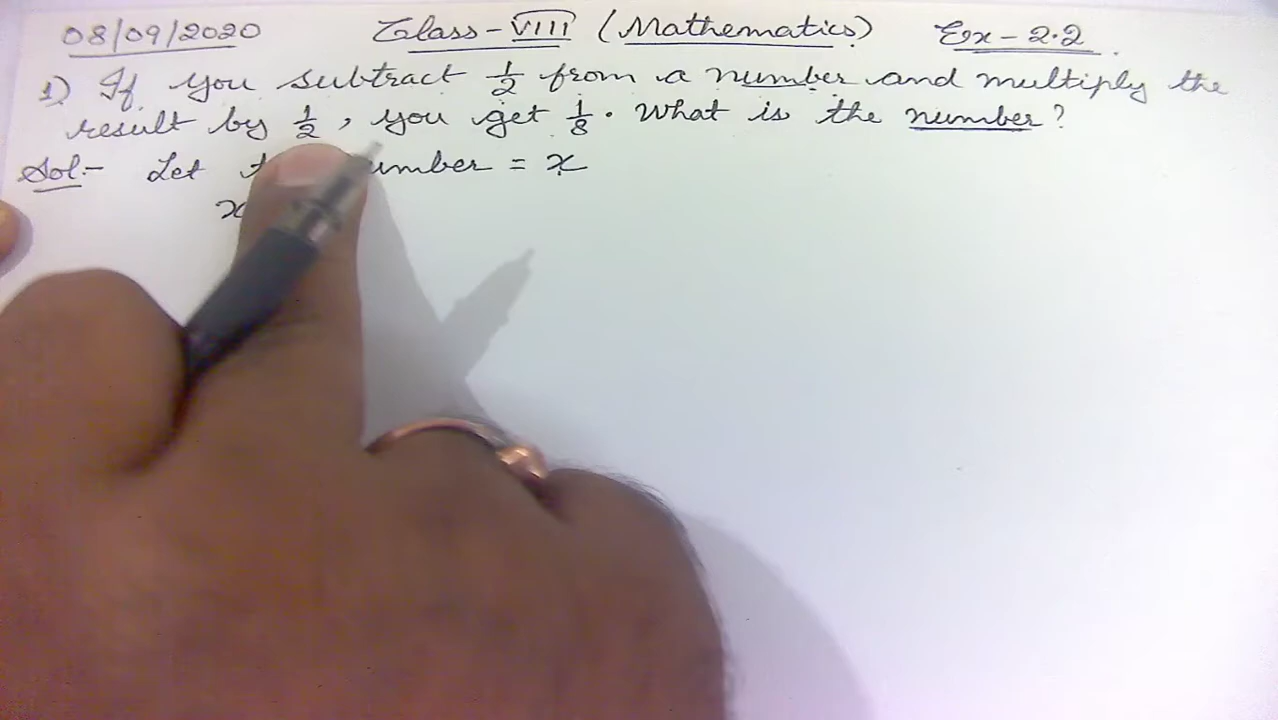 08/09/2020 Class-VIII (Mathematics) Ex-2.2
1) If you subtract 1/2 from a number and multiply the
result by 1/2, you get 1/8. What is the number?
Sol:- Let number = x
x